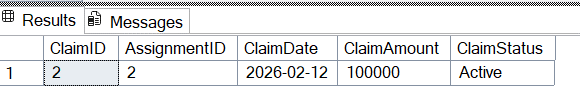 Results Messages
ClaimID AssignmentID ClaimDate ClaimAmount ClaimStatus
1 2 2 2026-02-12 100000 Active